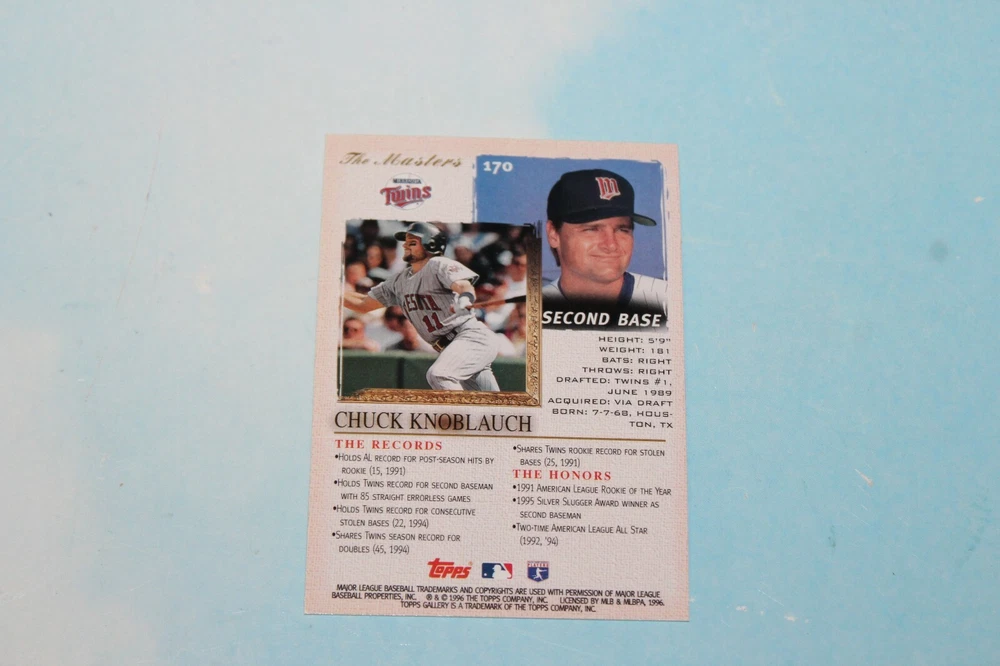 The Masters
170
MINNESOTA
Twins
M
MINNESOTA
11
SECOND BASE
HEIGHT: 5'9"
WEIGHT: 181
BATS: RIGHT
THROWS: RIGHT
DRAFTED: TWINS #1,
JUNE 1989
ACQUIRED: VIA DRAFT
BORN: 7-7-68, HOUS-
TON, TX
CHUCK KNOBLAUCH
THE RECORDS
•HOLDS AL RECORD FOR POST-SEASON HITS BY
ROOKIE (15, 1991)
•HOLDS TWINS RECORD FOR SECOND BASEMAN
WITH 85 STRAIGHT ERRORLESS GAMES
•HOLDS TWINS RECORD FOR CONSECUTIVE
STOLEN BASES (22, 1994)
•SHARES TWINS SEASON RECORD FOR
DOUBLES (45, 1994)
•SHARES TWINS ROOKIE RECORD FOR STOLEN
BASES (25, 1991)
THE HONORS
•1991 AMERICAN LEAGUE ROOKIE OF THE YEAR
•1995 SILVER SLUGGER AWARD WINNER AS
SECOND BASEMAN
•TWO-TIME AMERICAN LEAGUE ALL STAR
(1992, '94)
topps
MAJOR LEAGUE BASEBALL TRADEMARKS AND COPYRIGHTS ARE USED WITH PERMISSION OF MAJOR LEAGUE
BASEBALL PROPERTIES, INC. ® & © 1996 THE TOPPS COMPANY, INC. LICENSED BY MLB & MLBPA, 1996.
TOPPS GALLERY IS A TRADEMARK OF THE TOPPS COMPANY, INC.